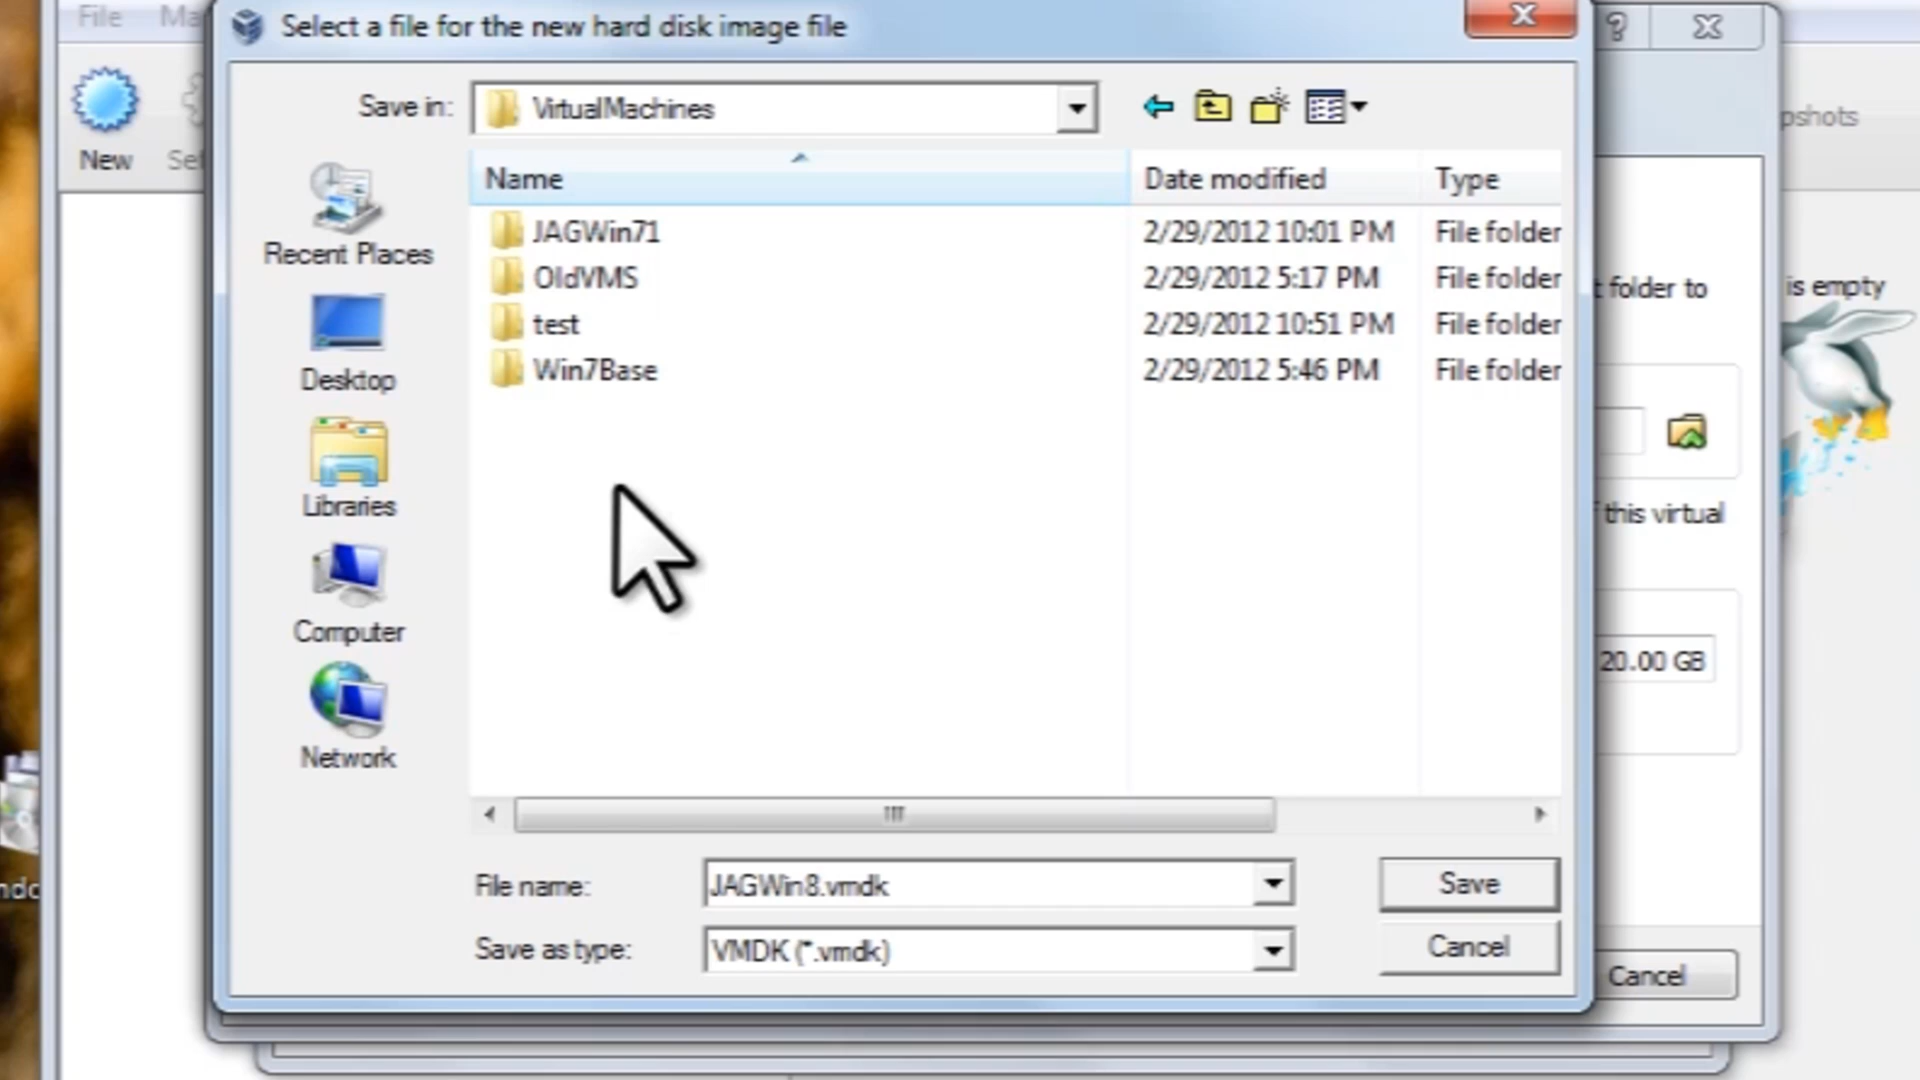 File Ma
Select a file for the new hard disk image file
New
Save in: VirtualMachines
pshots
Name Date modified Type
JAGWin71 2/29/2012 10:01 PM File folder
OldVMS 2/29/2012 5:17 PM File folder
test 2/29/2012 10:51 PM File folder
Win7Base 2/29/2012 5:46 PM File folder
Recent Places
Desktop
Libraries
Computer
Network
t folder to
is empty
this virtual
20.00 GB
File name: JAGWin8.vmdk Save
Save as type: VMDK (*.vmdk) Cancel
Cancel